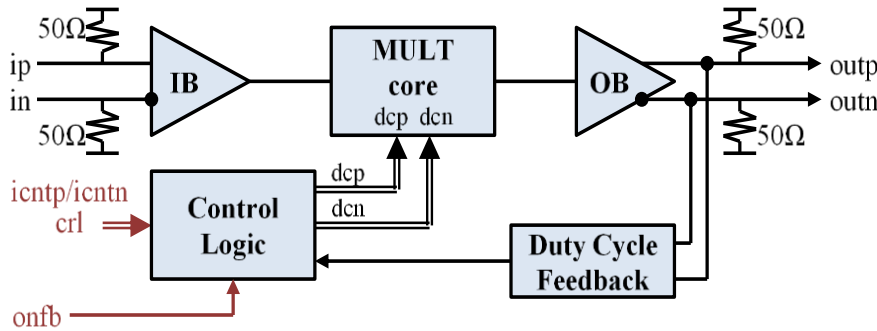 50Ω
ip
in
50Ω
IB
MULT
core
dcp dcn
OB
50Ω
outp
outn
50Ω
icntp/icntn
crl
Control
Logic
dcp
dcn
Duty Cycle
Feedback
onfb